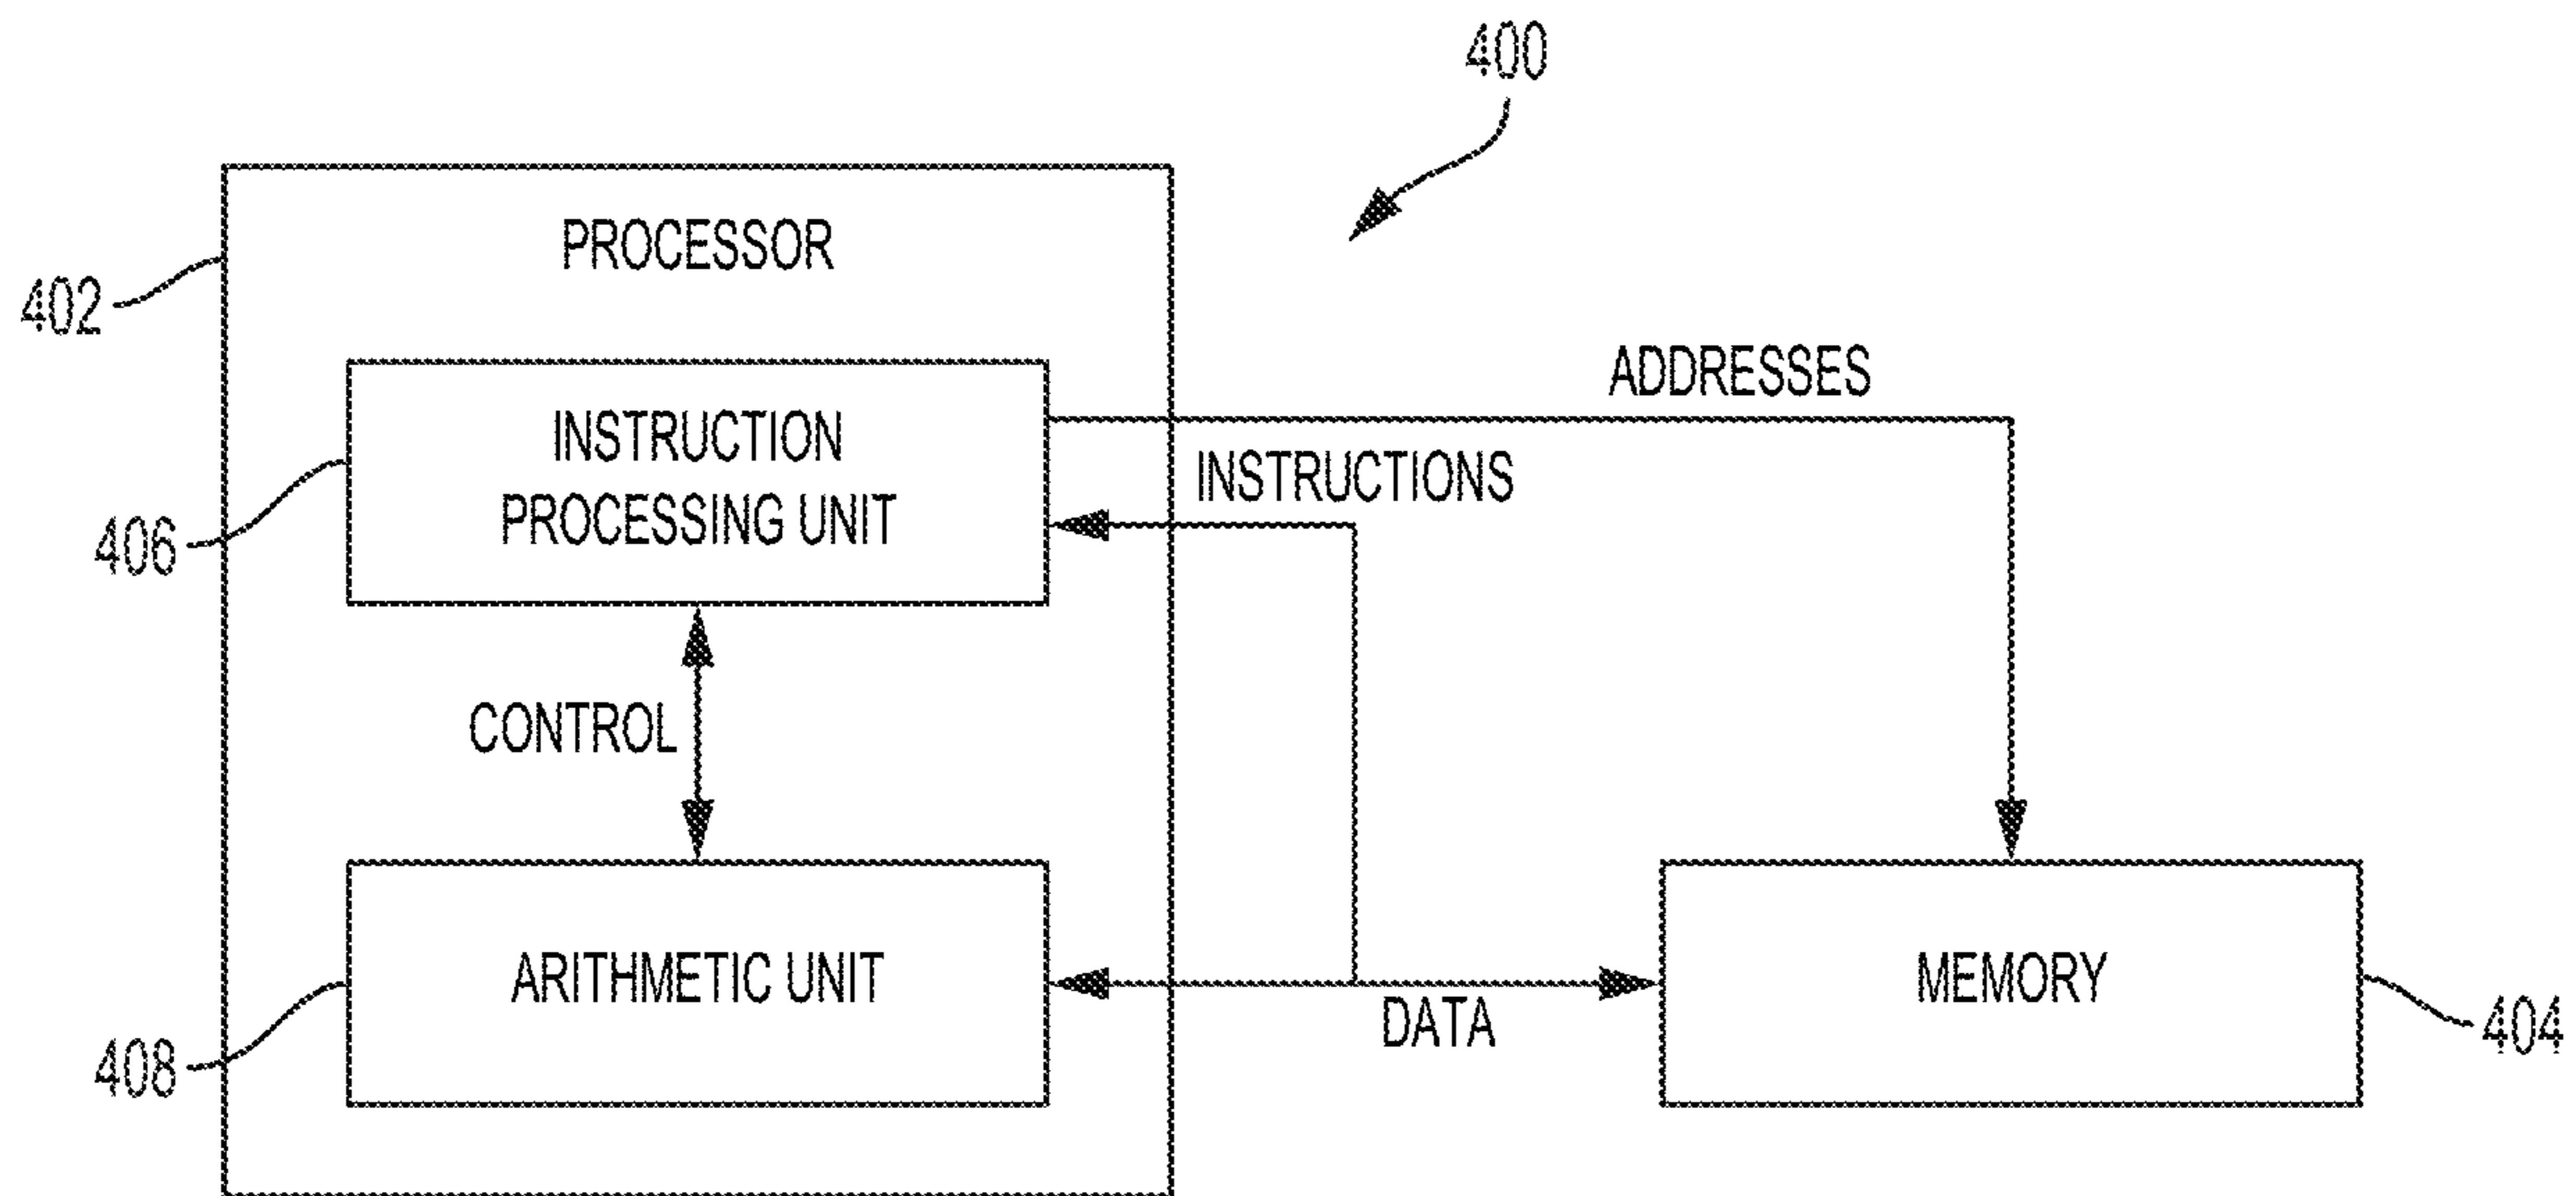 400
PROCESSOR
402
ADDRESSES
INSTRUCTION
PROCESSING UNIT
INSTRUCTIONS
406
CONTROL
ARITHMETIC UNIT
MEMORY
DATA
404
408